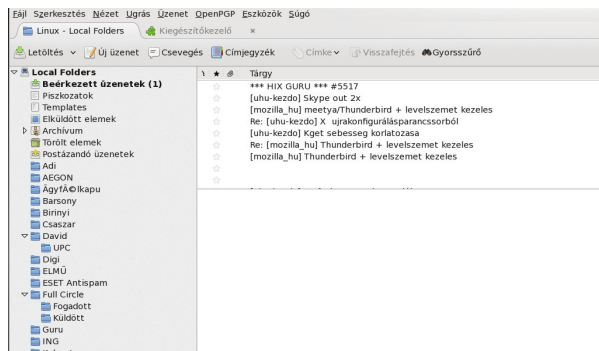 Fájl Szerkesztés Nézet Ugrás Üzenet OpenPGP Eszközök Súgó
Linux - Local Folders Kiegészítőkezelő ×
Letöltés Új üzenet Csevegés Címjegyzék Címke Visszafejtés Gyorsszűrő
Local Folders
Beérkezett üzenetek (1)
Piszkozatok
Templates
Elküldött elemek
Archívum
Törölt elemek
Postázandó üzenetek
Adi
AEGON
ÃgyfÃ©lkapu
Barsony
Birinyi
Csaszar
David
UPC
Digi
ELMŰ
ESET Antispam
Full Circle
Fogadott
Küldött
Guru
ING
Tárgy
*** HIX GURU *** #5517
[uhu-kezdo] Skype out 2x
[mozilla_hu] meetya/Thunderbird + levelszemet kezeles
Re: [uhu-kezdo] X ujrakonfigurálásparancssorból
[uhu-kezdo] Kget sebesseg korlatozasa
Re: [mozilla_hu] Thunderbird + levelszemet kezeles
[mozilla_hu] Thunderbird + levelszemet kezeles